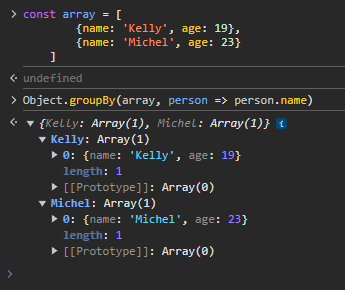 const array = [
{name: 'Kelly', age: 19},
{name: 'Michel', age: 23}
]
undefined
Object.groupBy(array, person => person.name)
{Kelly: Array(1), Michel: Array(1)} i
Kelly: Array(1)
0: {name: 'Kelly', age: 19}
length: 1
[[Prototype]]: Array(0)
Michel: Array(1)
0: {name: 'Michel', age: 23}
length: 1
[[Prototype]]: Array(0)